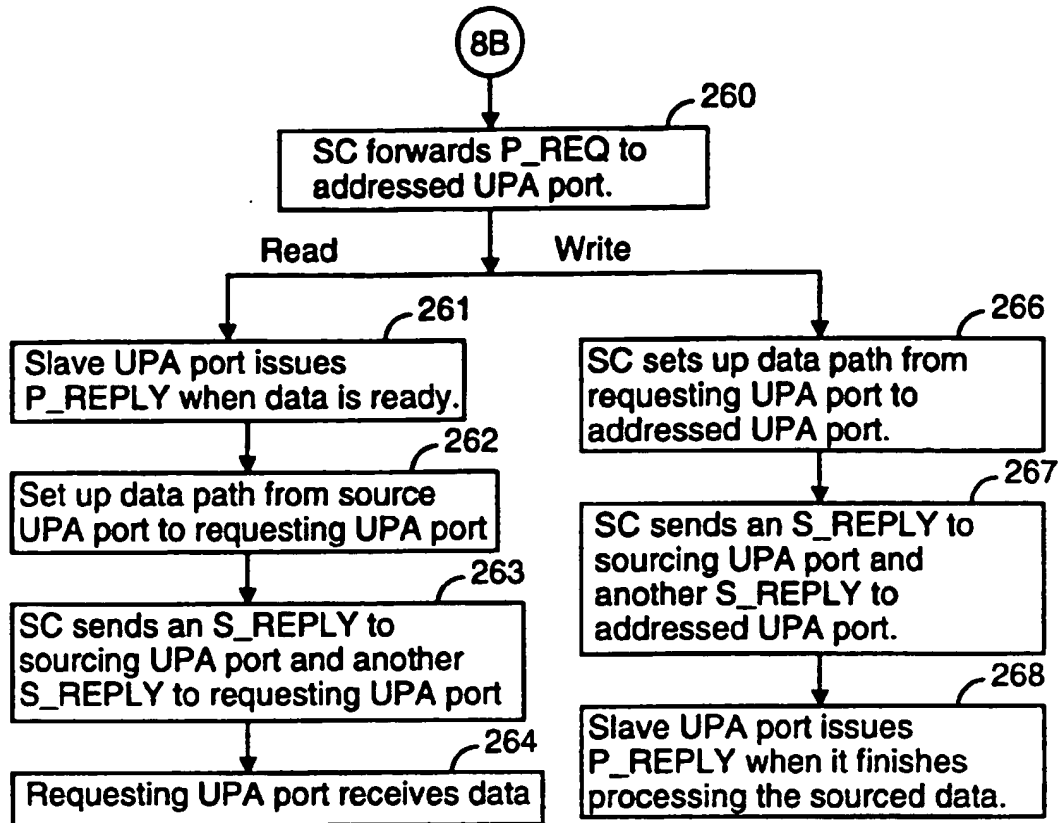 8B
260
SC forwards P_REQ to
addressed UPA port.
Read
Write
261
Slave UPA port issues
P_REPLY when data is ready.
262
Set up data path from source
UPA port to requesting UPA port
263
SC sends an S_REPLY to
sourcing UPA port and another
S_REPLY to requesting UPA port
264
Requesting UPA port receives data
266
SC sets up data path from
requesting UPA port to
addressed UPA port.
267
SC sends an S_REPLY to
sourcing UPA port and
another S_REPLY to
addressed UPA port.
268
Slave UPA port issues
P_REPLY when it finishes
processing the sourced data.